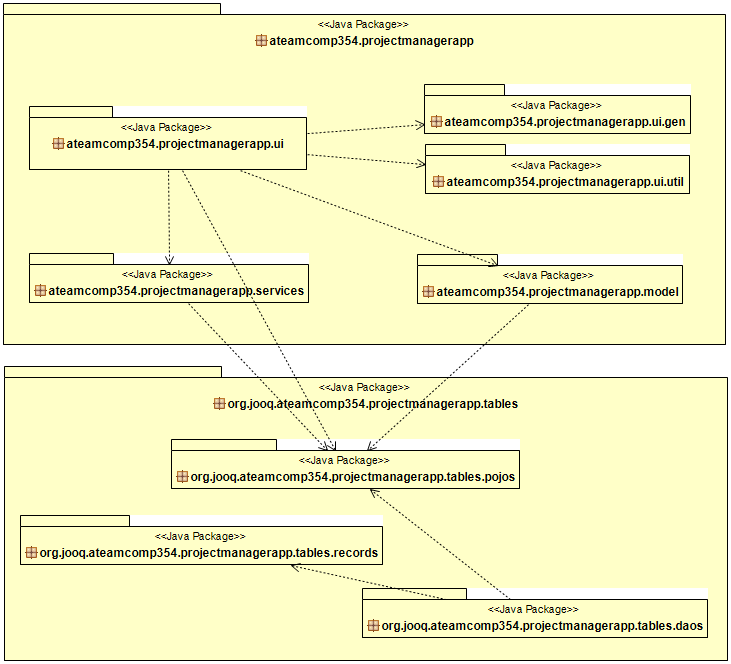 <<Java Package>>
ateamcomp354.projectmanagerapp
<<Java Package>>
ateamcomp354.projectmanagerapp.ui
<<Java Package>>
ateamcomp354.projectmanagerapp.ui.gen
<<Java Package>>
ateamcomp354.projectmanagerapp.ui.util
<<Java Package>>
ateamcomp354.projectmanagerapp.services
<<Java Package>>
ateamcomp354.projectmanagerapp.model
<<Java Package>>
org.jooq.ateamcomp354.projectmanagerapp.tables
<<Java Package>>
org.jooq.ateamcomp354.projectmanagerapp.tables.pojos
<<Java Package>>
org.jooq.ateamcomp354.projectmanagerapp.tables.records
<<Java Package>>
org.jooq.ateamcomp354.projectmanagerapp.tables.daos